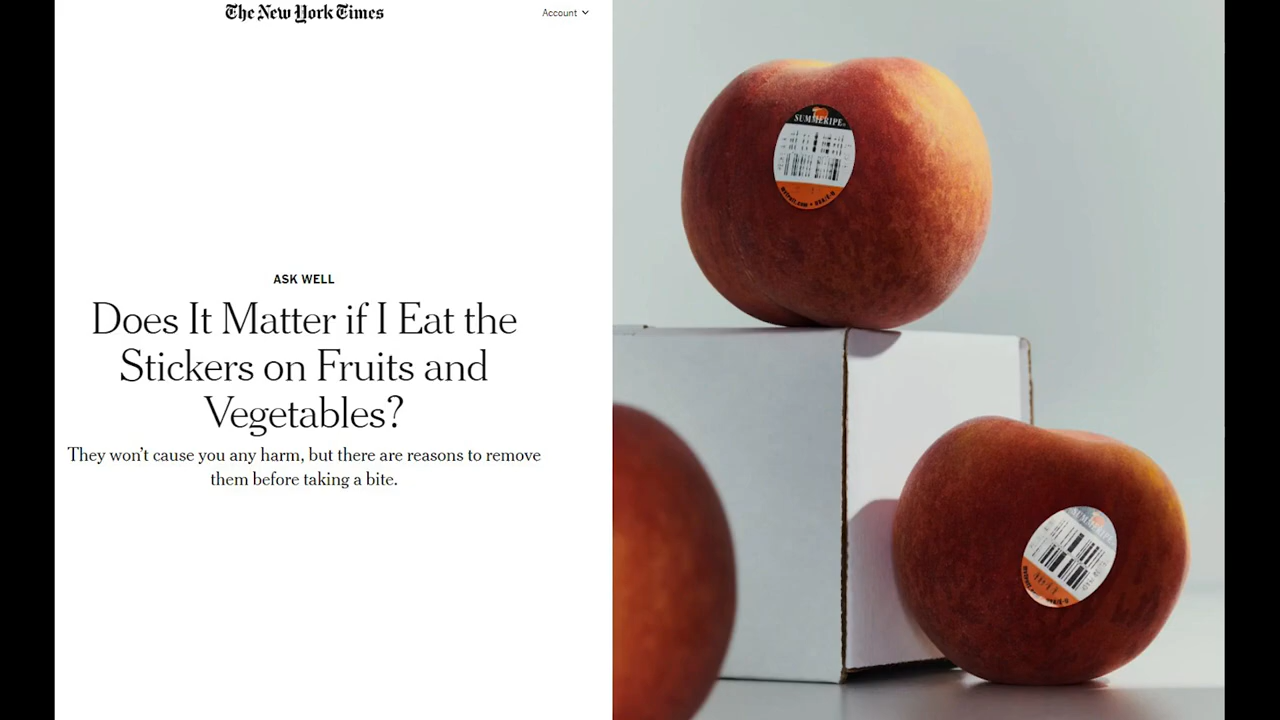 The New York Times
Account
ASK WELL
Does It Matter if I Eat the
Stickers on Fruits and
Vegetables?
They won't cause you any harm, but there are reasons to remove
them before taking a bite.
SUMMERIPE